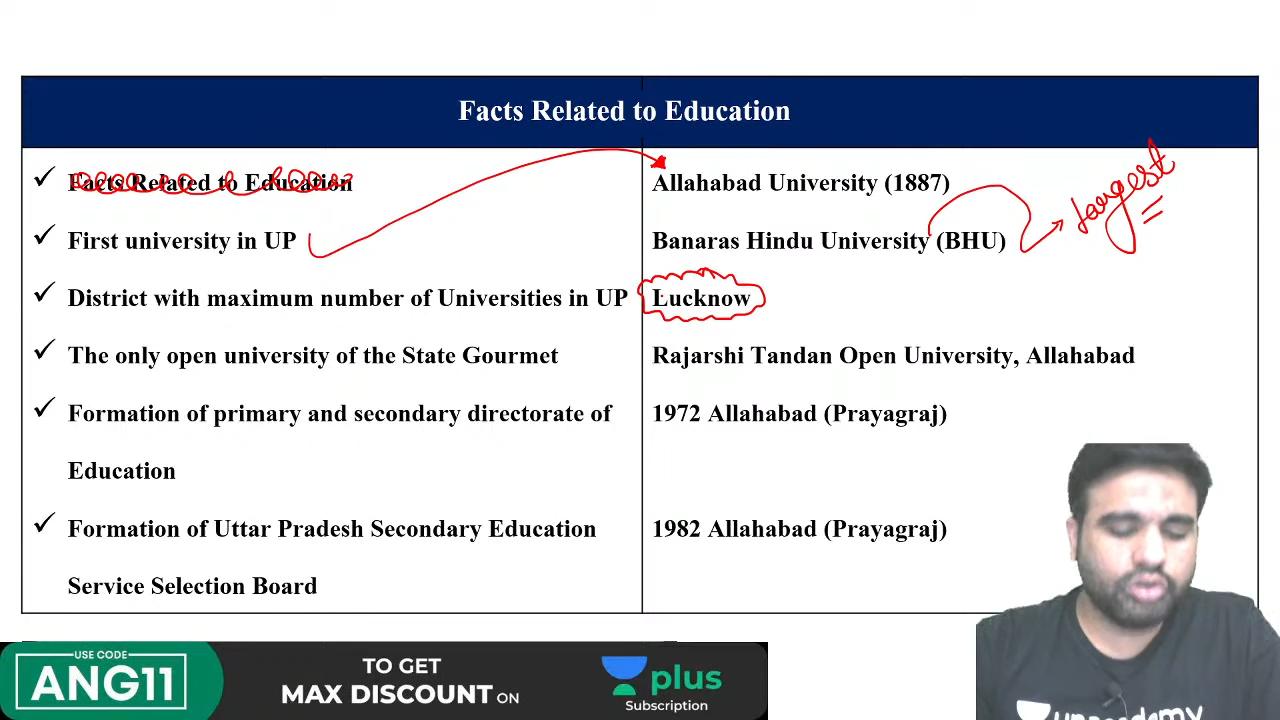 Facts Related to Education
Facts Related to Education
Allahabad University (1887)
largest
First university in UP
Banaras Hindu University (BHU)
District with maximum number of Universities in UP
Lucknow
The only open university of the State Gourmet
Rajarshi Tandan Open University, Allahabad
Formation of primary and secondary directorate of
Education
1972 Allahabad (Prayagraj)
Formation of Uttar Pradesh Secondary Education
Service Selection Board
1982 Allahabad (Prayagraj)
USE CODE
ANG11
TO GET
MAX DISCOUNT ON
plus
Subscription